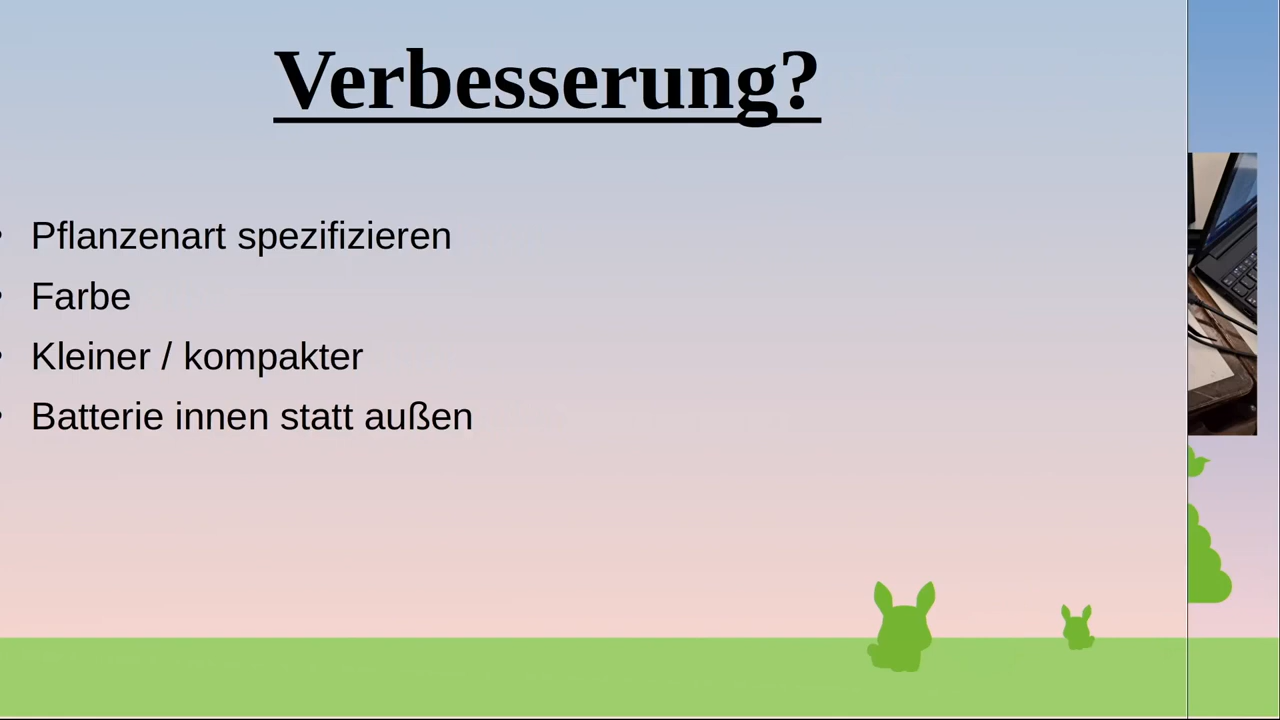 Verbesserung?
• Pflanzenart spezifizieren
• Farbe
• Kleiner / kompakter
• Batterie innen statt außen